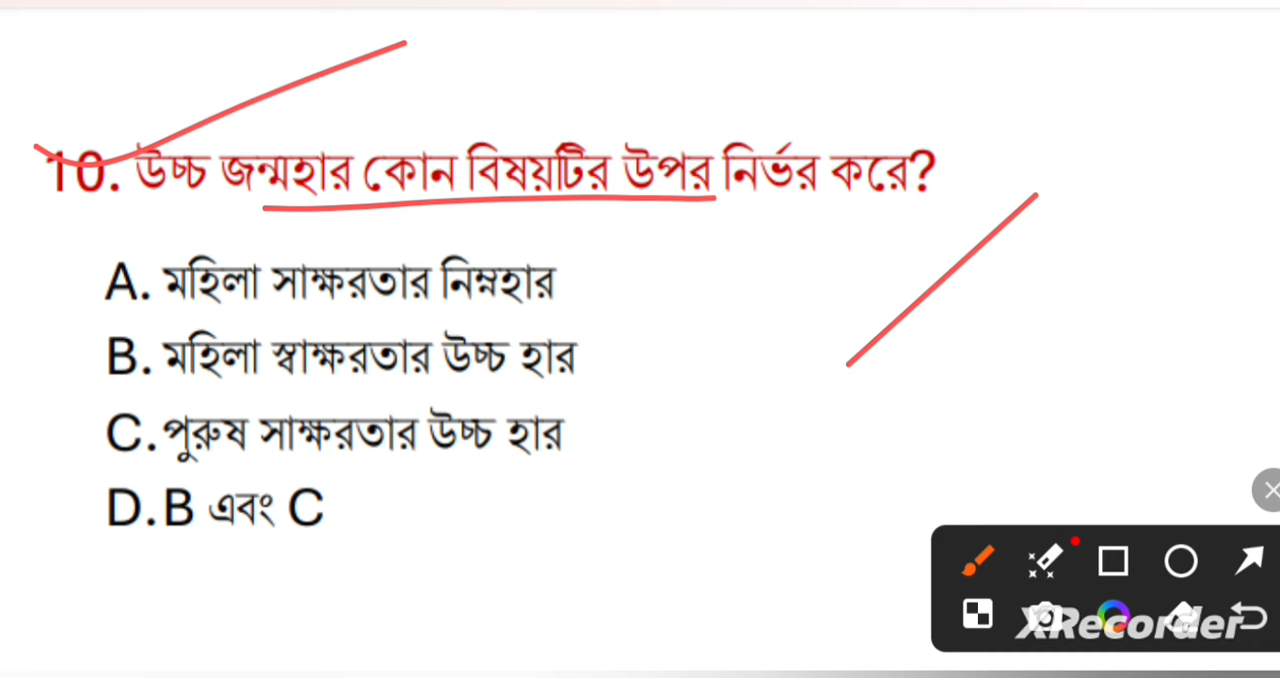 10. উচ্চ জন্মহার কোন বিষয়টির উপর নির্ভর করে?
A. মহিলা সাক্ষরতার নিম্নহার
B. মহিলা স্বাক্ষরতার উচ্চ হার
C. পুরুষ সাক্ষরতার উচ্চ হার
D. B এবং C
XRecorder